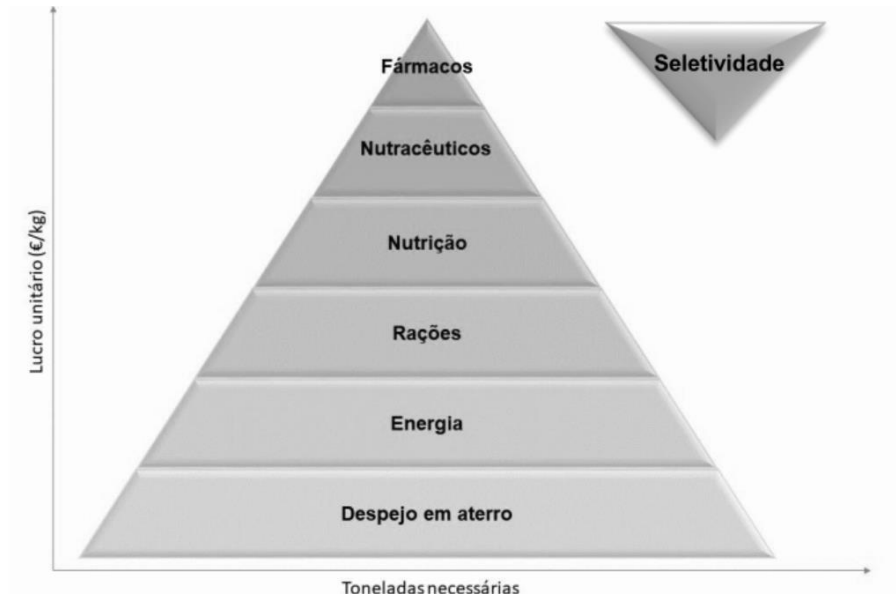 Fármacos
Seletividade
Nutracêuticos
Nutrição
Rações
Energia
Despejo em aterro
Lucro unitário (€/kg)
Toneladas necessárias